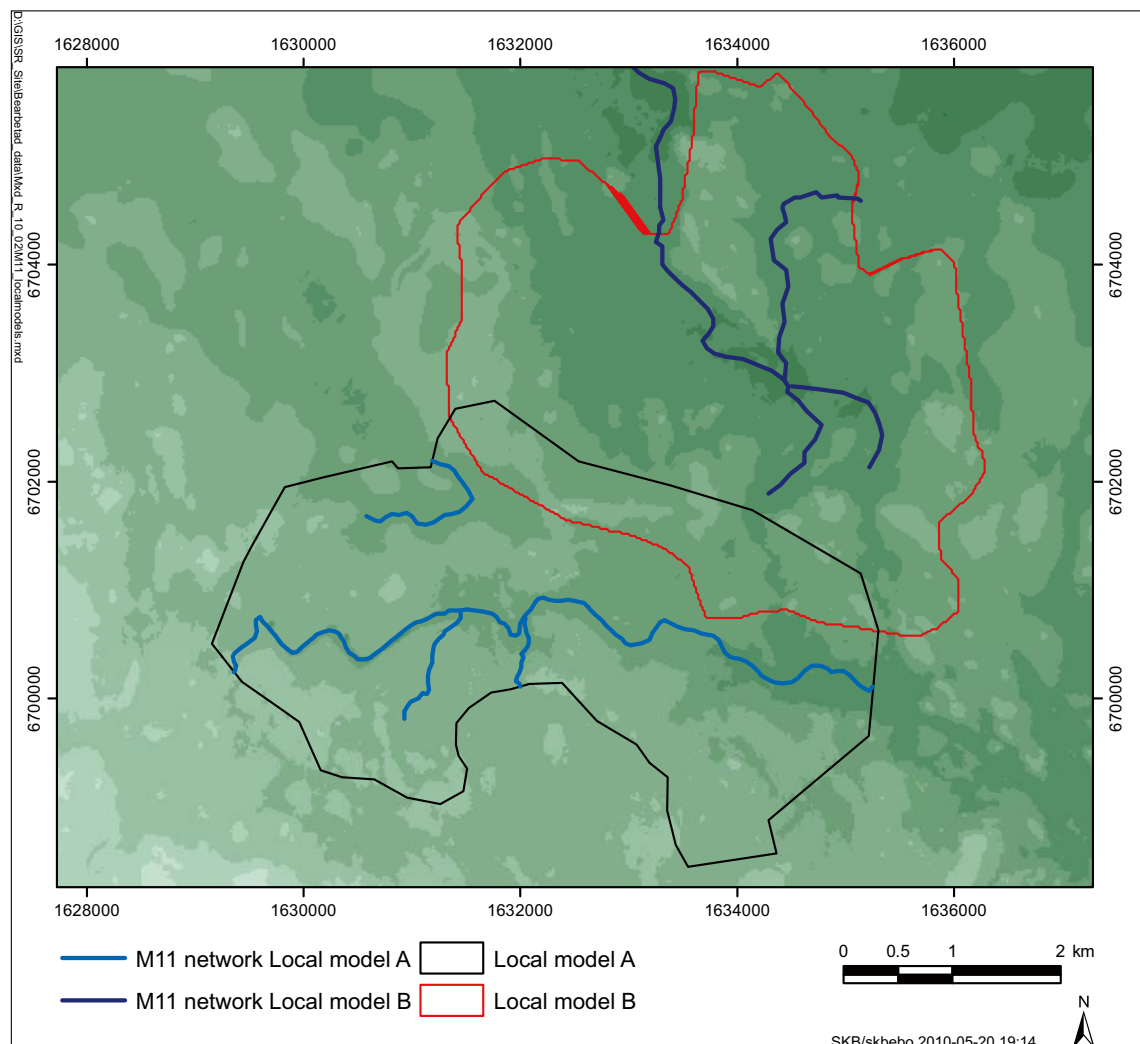 D:\GIS\SR_Site\Bearbetad_data\Mxd_R_10_02\M11_localmodels.mxd
1628000 1630000 1632000 1634000 1636000
6704000 6704000
6702000 6702000
6700000 6700000
1628000 1630000 1632000 1634000 1636000
M11 network Local model A Local model A
M11 network Local model B Local model B
0 0.5 1 2 km
N
SKB/skbebo 2010-05-20 19:14